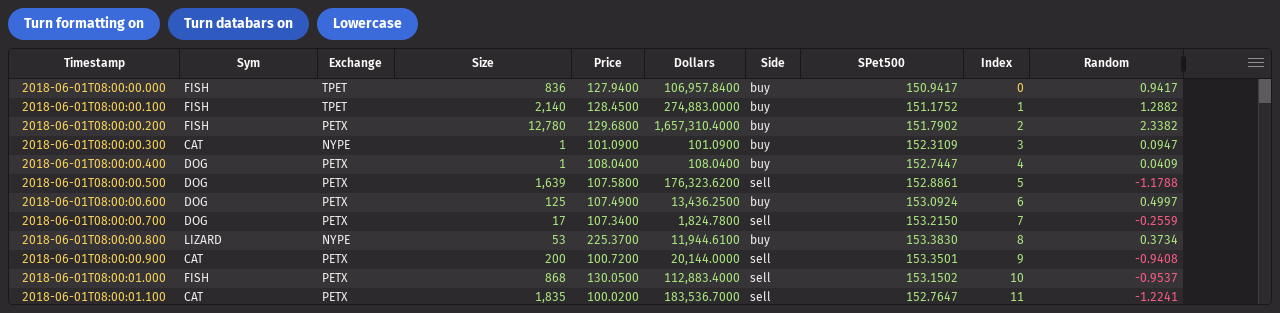 Turn formatting on Turn databars on Lowercase
Timestamp Sym Exchange Size Price Dollars Side SPet500 Index Random
2018-06-01T08:00:00.000 FISH TPET 836 127.9400 106,957.8400 buy 150.9417 0 0.9417
2018-06-01T08:00:00.100 FISH TPET 2,140 128.4500 274,883.0000 buy 151.1752 1 1.2882
2018-06-01T08:00:00.200 FISH PETX 12,780 129.6800 1,657,310.4000 buy 151.7902 2 2.3382
2018-06-01T08:00:00.300 CAT NYPE 1 101.0900 101.0900 buy 152.3109 3 0.0947
2018-06-01T08:00:00.400 DOG PETX 1 108.0400 108.0400 buy 152.7447 4 0.0409
2018-06-01T08:00:00.500 DOG PETX 1,639 107.5800 176,323.6200 sell 152.8861 5 -1.1788
2018-06-01T08:00:00.600 DOG PETX 125 107.4900 13,436.2500 buy 153.0924 6 0.4997
2018-06-01T08:00:00.700 DOG PETX 17 107.3400 1,824.7800 sell 153.2150 7 -0.2559
2018-06-01T08:00:00.800 LIZARD NYPE 53 225.3700 11,944.6100 buy 153.3830 8 0.3734
2018-06-01T08:00:00.900 CAT PETX 200 100.7200 20,144.0000 sell 153.3501 9 -0.9408
2018-06-01T08:00:01.000 FISH PETX 868 130.0500 112,883.4000 sell 153.1502 10 -0.9537
2018-06-01T08:00:01.100 CAT PETX 1,835 100.0200 183,536.7000 sell 152.7647 11 -1.2241